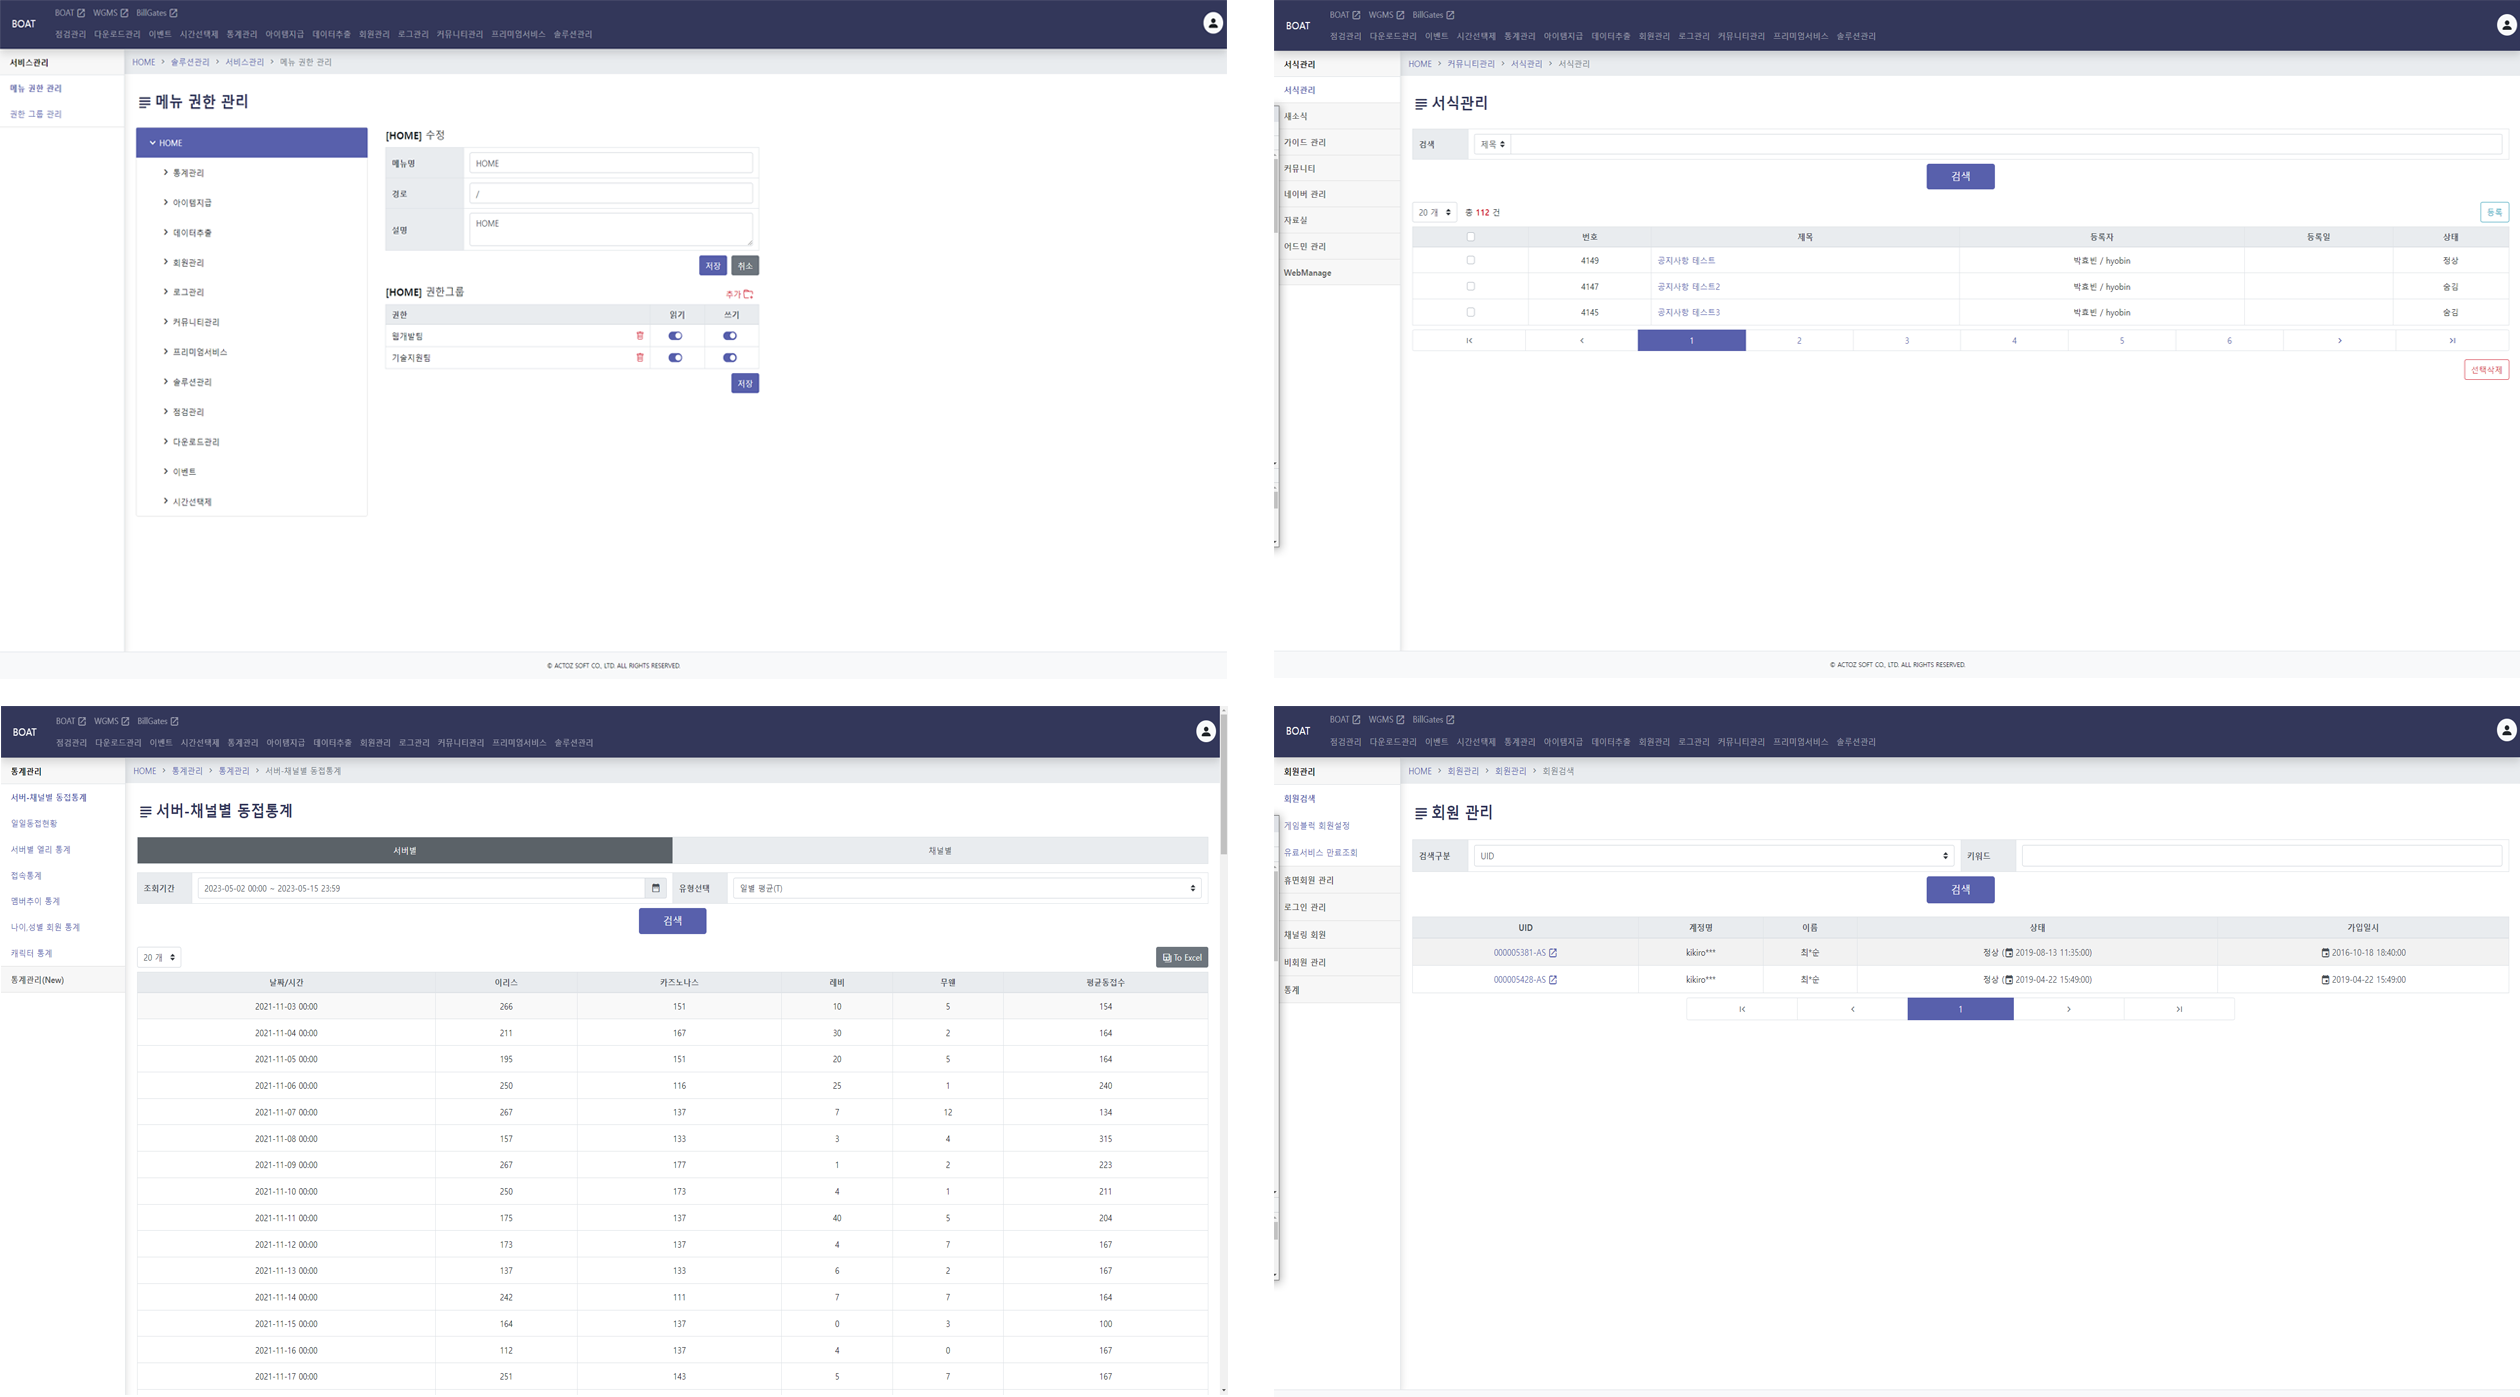 BOAT
BOAT WGMS BillGates
점검관리 다운로드관리 이벤트 시간선택제 통계관리 아이템지급 데이터추출 회원관리 로그관리 커뮤니티관리 프리미엄서비스 솔루션관리
서비스관리
메뉴 권한 관리
권한 그룹 관리
HOME > 솔루션관리 > 서비스관리 > 메뉴 권한 관리
메뉴 권한 관리
HOME
통계관리
아이템지급
데이터추출
회원관리
로그관리
커뮤니티관리
프리미엄서비스
솔루션관리
점검관리
다운로드관리
이벤트
시간선택제
[HOME] 수정
메뉴명 HOME
경로 /
설명 HOME
저장 취소
[HOME] 권한그룹 추가
권한 읽기 쓰기
웹개발팀
기술지원팀
저장
© ACTOZ SOFT CO., LTD. ALL RIGHTS RESERVED.
BOAT
BOAT WGMS BillGates
점검관리 다운로드관리 이벤트 시간선택제 통계관리 아이템지급 데이터추출 회원관리 로그관리 커뮤니티관리 프리미엄서비스 솔루션관리
서식관리
서식관리
새소식
가이드 관리
커뮤니티
네이버 관리
자료실
어드민 관리
WebManage
HOME > 커뮤니티관리 > 서식관리 > 서식관리
서식관리
검색 제목
검색
20 개 총 112 건 등록
번호 제목 등록자 등록일 상태
4149 공지사항 테스트 박효빈 / hyobin 정상
4147 공지사항 테스트2 박효빈 / hyobin 숨김
4145 공지사항 테스트3 박효빈 / hyobin 숨김
1 2 3 4 5 6
선택삭제
© ACTOZ SOFT CO., LTD. ALL RIGHTS RESERVED.
BOAT
BOAT WGMS BillGates
점검관리 다운로드관리 이벤트 시간선택제 통계관리 아이템지급 데이터추출 회원관리 로그관리 커뮤니티관리 프리미엄서비스 솔루션관리
통계관리
서버-채널별 동접통계
일일동접현황
서버별 열리 통계
접속통계
멤버추이 통계
나이,성별 회원 통계
캐릭터 통계
통계관리(New)
HOME > 통계관리 > 통계관리 > 서버-채널별 동접통계
서버-채널별 동접통계
서버별 채널별
조회기간 2023-05-02 00:00 ~ 2023-05-15 23:59 유형선택 일별 평균(T)
검색
20 개 To Excel
날짜/시간 이리스 카즈노나스 레비 무엔 평균동접수
2021-11-03 00:00 266 151 10 5 154
2021-11-04 00:00 211 167 30 2 164
2021-11-05 00:00 195 151 20 5 164
2021-11-06 00:00 250 116 25 1 240
2021-11-07 00:00 267 137 7 12 134
2021-11-08 00:00 157 133 3 4 315
2021-11-09 00:00 267 177 1 2 223
2021-11-10 00:00 250 173 4 1 211
2021-11-11 00:00 175 137 40 5 204
2021-11-12 00:00 173 137 4 7 167
2021-11-13 00:00 137 133 6 2 167
2021-11-14 00:00 242 111 7 7 164
2021-11-15 00:00 164 137 0 3 100
2021-11-16 00:00 112 137 4 0 167
2021-11-17 00:00 251 143 5 7 167
BOAT
BOAT WGMS BillGates
점검관리 다운로드관리 이벤트 시간선택제 통계관리 아이템지급 데이터추출 회원관리 로그관리 커뮤니티관리 프리미엄서비스 솔루션관리
회원관리
회원검색
게임블럭 회원설정
유료서비스 만료조회
휴면회원 관리
로그인 관리
채널링 회원
비회원 관리
통계
HOME > 회원관리 > 회원관리 > 회원검색
회원 관리
검색구분 UID 키워드
검색
UID 계정명 이름 상태 가입일시
000005381-AS kikiro*** 최*순 정상 (2019-08-13 11:35:00) 2016-10-18 18:40:00
000005428-AS kikiro*** 최*순 정상 (2019-04-22 15:49:00) 2019-04-22 15:49:00
1